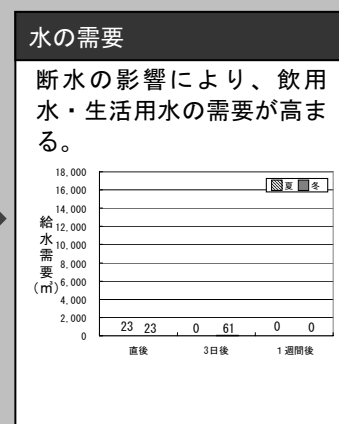 水の需要
断水の影響により、飲用
水・生活用水の需要が高ま
る。
18,000
16,000
14,000
12,000
10,000
8,000
6,000
4,000
2,000
0
給水需要(㎥)
夏 冬
23 23 0 61 0 0
直後 3日後 1週間後